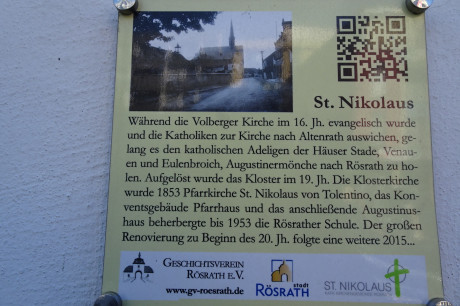 St. Nikolaus
Während die Volberger Kirche im 16. Jh. evangelisch wurde
und die Katholiken zur Kirche nach Altenrath auswichen, ge-
lang es den katholischen Adeligen der Häuser Stade, Venau-
en und Eulenbroich, Augustinermönche nach Rösrath zu ho-
len. Aufgelöst wurde das Kloster im 19. Jh. Die Klosterkirche
wurde 1853 Pfarrkirche St. Nikolaus von Tolentino, das Kon-
ventsgebäude Pfarrhaus und das anschließende Augustinus-
haus beherbergte bis 1953 die Rösrather Schule. Der großen
Renovierung zu Beginn des 20. Jh. folgte eine weitere 2015...
GESCHICHTSVEREIN
RÖSRATH E.V.
www.gv-roesrath.de
stadt
RÖSRATH
ST. NIKOLAUS